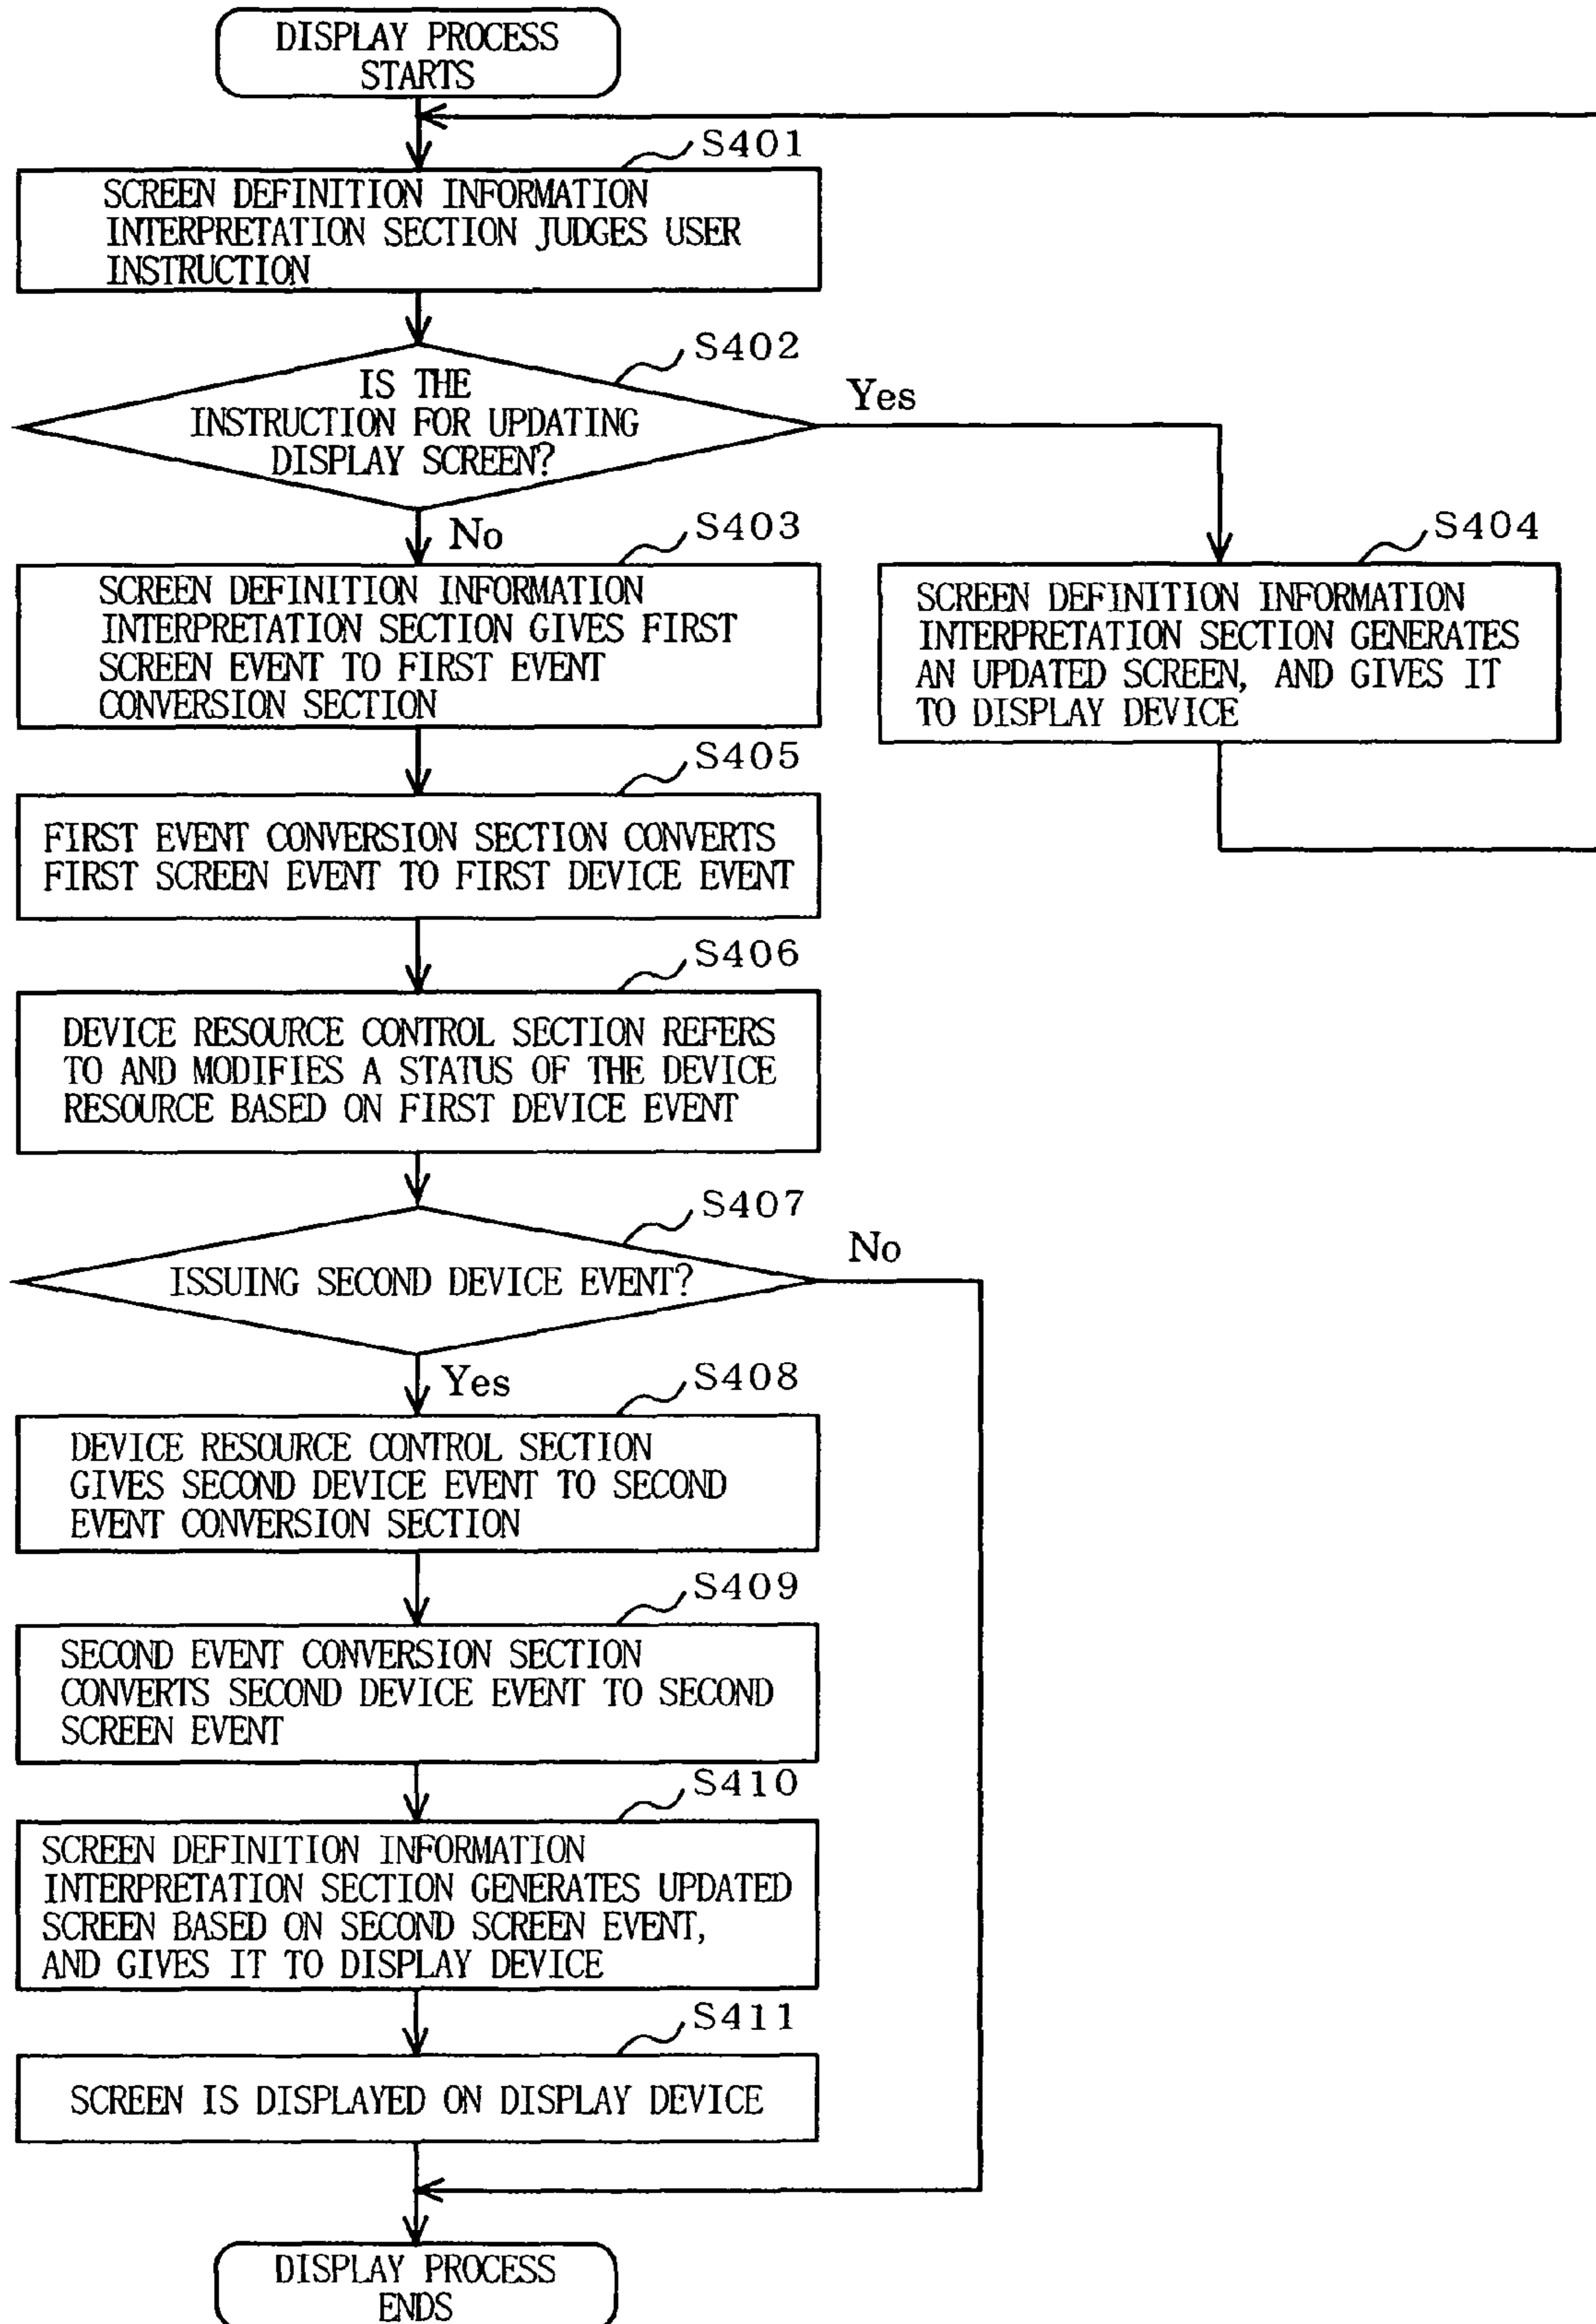 DISPLAY PROCESS
STARTS
S401
SCREEN DEFINITION INFORMATION
INTERPRETATION SECTION JUDGES USER
INSTRUCTION
S402
IS THE
INSTRUCTION FOR UPDATING
DISPLAY SCREEN?
Yes
No
S403
SCREEN DEFINITION INFORMATION
INTERPRETATION SECTION GIVES FIRST
SCREEN EVENT TO FIRST EVENT
CONVERSION SECTION
S404
SCREEN DEFINITION INFORMATION
INTERPRETATION SECTION GENERATES
AN UPDATED SCREEN, AND GIVES IT
TO DISPLAY DEVICE
S405
FIRST EVENT CONVERSION SECTION CONVERTS
FIRST SCREEN EVENT TO FIRST DEVICE EVENT
S406
DEVICE RESOURCE CONTROL SECTION REFERS
TO AND MODIFIES A STATUS OF THE DEVICE
RESOURCE BASED ON FIRST DEVICE EVENT
S407
ISSUING SECOND DEVICE EVENT?
No
Yes
S408
DEVICE RESOURCE CONTROL SECTION
GIVES SECOND DEVICE EVENT TO SECOND
EVENT CONVERSION SECTION
S409
SECOND EVENT CONVERSION SECTION
CONVERTS SECOND DEVICE EVENT TO SECOND
SCREEN EVENT
S410
SCREEN DEFINITION INFORMATION
INTERPRETATION SECTION GENERATES UPDATED
SCREEN BASED ON SECOND SCREEN EVENT,
AND GIVES IT TO DISPLAY DEVICE
S411
SCREEN IS DISPLAYED ON DISPLAY DEVICE
DISPLAY PROCESS
ENDS